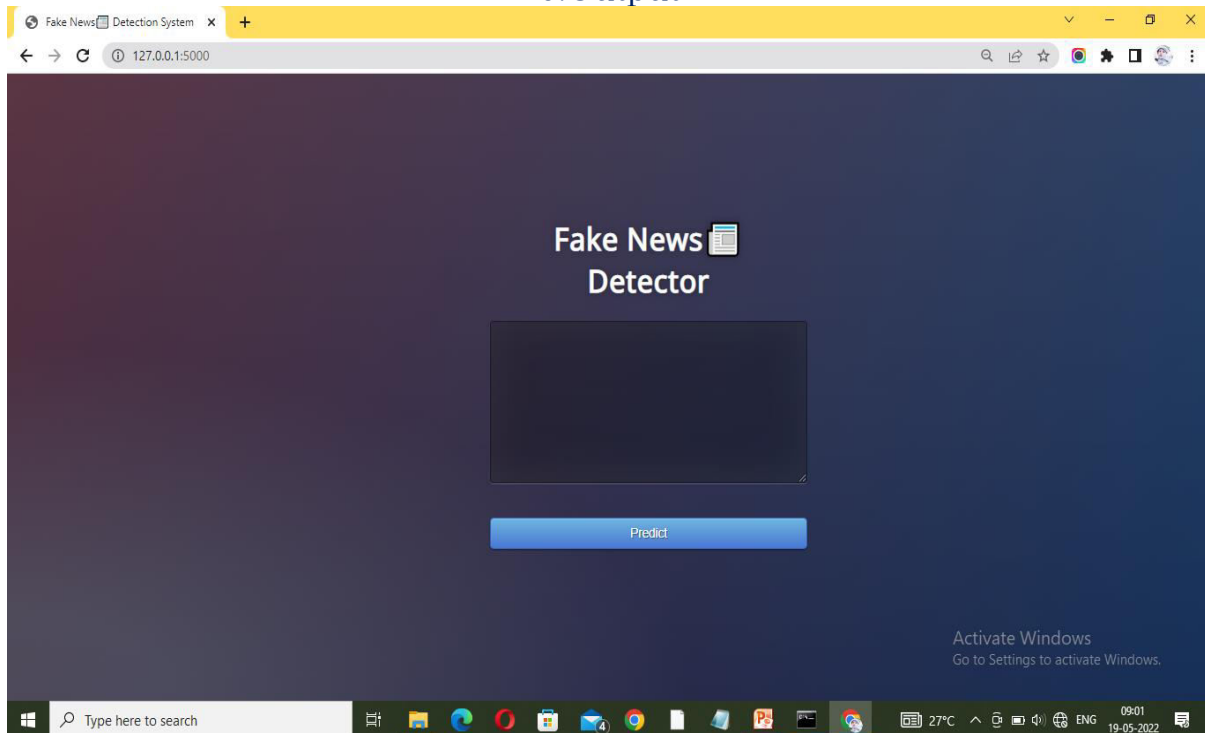 Fake News Detection System
127.0.0.1:5000
Fake News
Detector
Predict
Activate Windows
Go to Settings to activate Windows.
Type here to search
4
27°C
ENG
09:01
19-05-2022